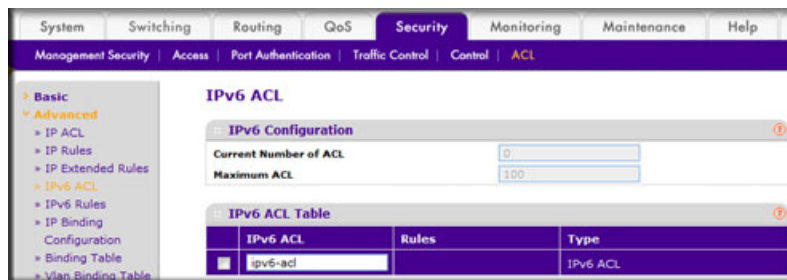 System Switching Routing QoS Security Monitoring Maintenance Help
Management Security | Access | Port Authentication | Traffic Control | Control | ACL
Basic
Advanced
» IP ACL
» IP Rules
» IP Extended Rules
» IPv6 ACL
» IPv6 Rules
» IP Binding
Configuration
» Binding Table
» Vlan Binding Table
IPv6 ACL
IPv6 Configuration
Current Number of ACL 0
Maximum ACL 100
IPv6 ACL Table
IPv6 ACL Rules Type
ipv6-acl IPv6 ACL